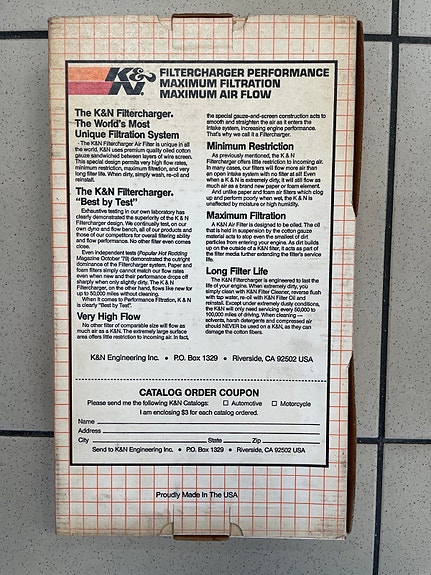 K&N
FILTERCHARGER PERFORMANCE
MAXIMUM FILTRATION
MAXIMUM AIR FLOW
The K&N Filtercharger.
The World's Most
Unique Filtration System
The K&N Filtercharger Air Filter is unique in all
the world. K&N uses premium quality oiled cotton
gauze sandwiched between layers of wire screen.
This special design permits very high flow rates,
minimum restriction, maximum filtration, and very
long filter life. When dirty, simply wash, re-oil and
reinstall.
The K&N Filtercharger.
"Best by Test"
Exhaustive testing in our own laboratory has
clearly demonstrated the superiority of the K & N
Filtercharger design. We continually test, on our
own dyno and flow bench, all of our products and
those of our competitors for overall filtering ability
and flow performance. No other filter even comes
close.
Even independent tests (Popular Hot Rodding
Magazine October '79) demonstrated the outright
dominance of the Filtercharger system. Paper and
foam filters simply cannot match our flow rates
even when new and their performance drops off
sharply when only slightly dirty. The K & N
Filtercharger, on the other hand, flows like new for
up to 50,000 miles without cleaning.
When it comes to Performance Filtration, K & N
is clearly "Best by Test".
Very High Flow
No other filter of comparable size will flow as
much air as a K&N. The extremely large surface
area offers little restriction to incoming air. In fact,
the special gauze-and-screen construction acts to
smooth and straighten the air as it enters the
intake system, increasing engine performance.
That's why we call it a Filtercharger.
Minimum Restriction
As previously mentioned, the K & N
Filtercharger offers little restriction to incoming air.
In many cases, our filters will flow more air than
an open intake system with no filter at all! Even
when a K & N is extremely dirty, it will still flow as
much air as a brand new paper or foam element.
And unlike paper and foam air filters which clog
up and perform poorly when wet, the K & N is
unaffected by moisture or high humidity.
Maximum Filtration
A K&N Air Filter is designed to be oiled. The oil
that is held in suspension by the cotton gauze
material acts to stop even the smallest of dirt
particles from entering your engine. As dirt builds
up on the outside of a K&N filter, it acts as part of
the filter media further extending the filter's service
life.
Long Filter Life
The K&N Filtercharger is engineered to last the
life of your engine. When extremely dirty, you
simply clean with K&N Filter Cleaner, reverse flush
with tap water, re-oil with K&N Filter Oil and
reinstall. Except under extremely dusty conditions,
the K&N will only need servicing every 50,000 to
100,000 miles of driving. When cleaning —
solvents, harsh detergents and compressed air
should NEVER be used on a K&N, as they can
damage the cotton fibers.
K&N Engineering Inc. • P.O. Box 1329 • Riverside, CA 92502 USA
CATALOG ORDER COUPON
Please send me the following K&N Catalogs: □ Automotive □ Motorcycle
I am enclosing $3 for each catalog ordered.
Name
Address
City State Zip
Send to K&N Engineering Inc. • P.O. Box 1329 • Riverside, CA 92502 USA
Proudly Made In The USA